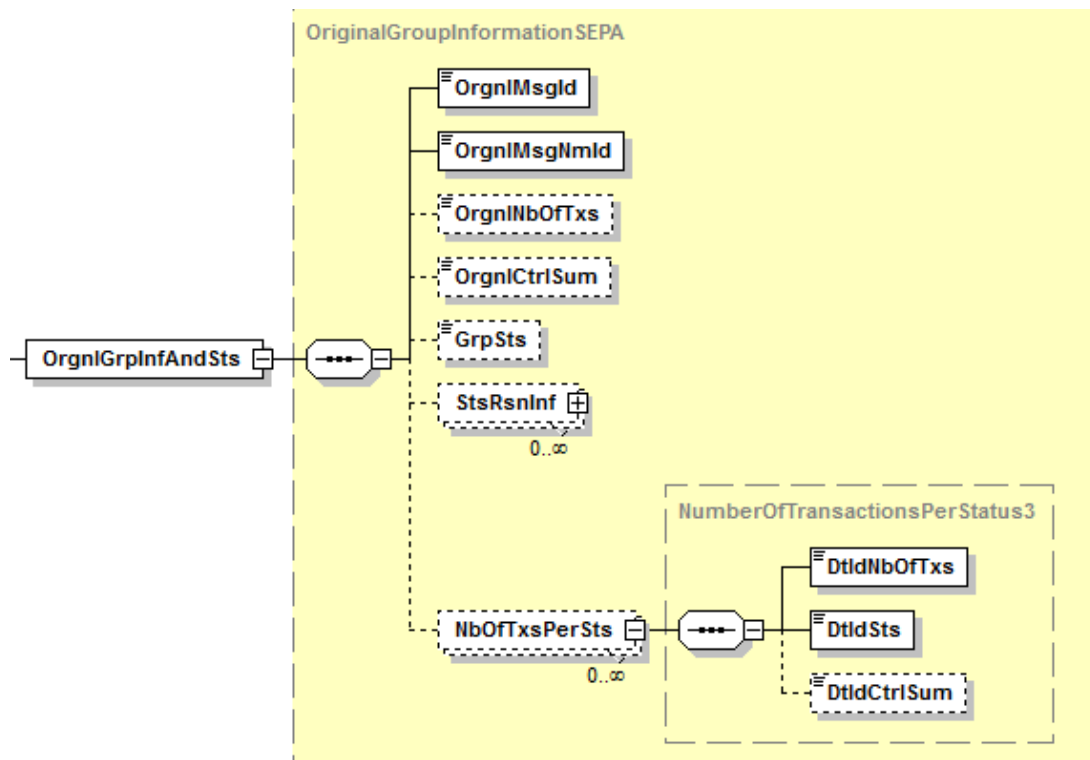 OriginalGroupInformationSEPA
OrgnlMsgId
OrgnlMsgNmId
OrgnlNbOfTxs
OrgnlCtrlSum
GrpSts
OrgnlGrpInfAndSts
StsRsnInf
0..∞
NumberOfTransactionsPerStatus3
DtldNbOfTxs
NbOfTxsPerSts
DtldSts
0..∞
DtldCtrlSum